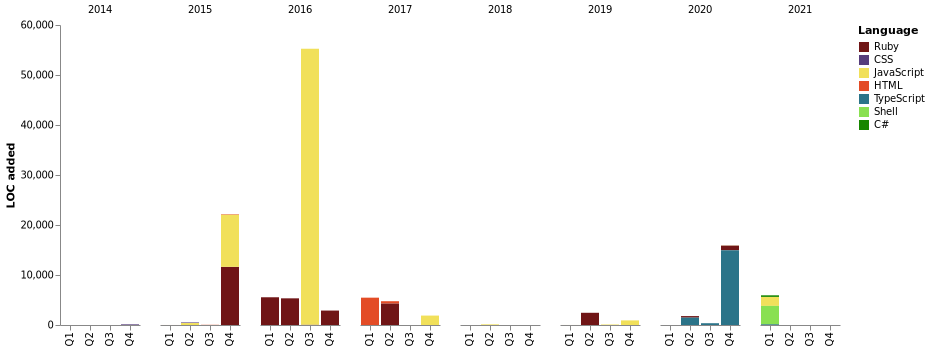 2014 2015 2016 2017 2018 2019 2020 2021
60,000
50,000
40,000
30,000
20,000
10,000
0
LOC added
Q1 Q2 Q3 Q4 Q1 Q2 Q3 Q4 Q1 Q2 Q3 Q4 Q1 Q2 Q3 Q4 Q1 Q2 Q3 Q4 Q1 Q2 Q3 Q4 Q1 Q2 Q3 Q4 Q1 Q2 Q3 Q4
Language
Ruby
CSS
JavaScript
HTML
TypeScript
Shell
C#